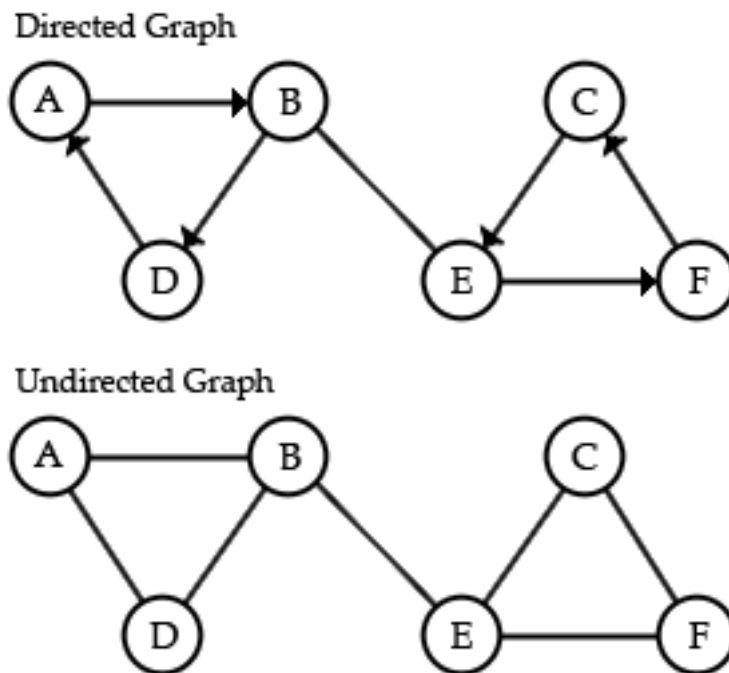 Directed Graph
A B C
D E F
Undirected Graph
A B C
D E F